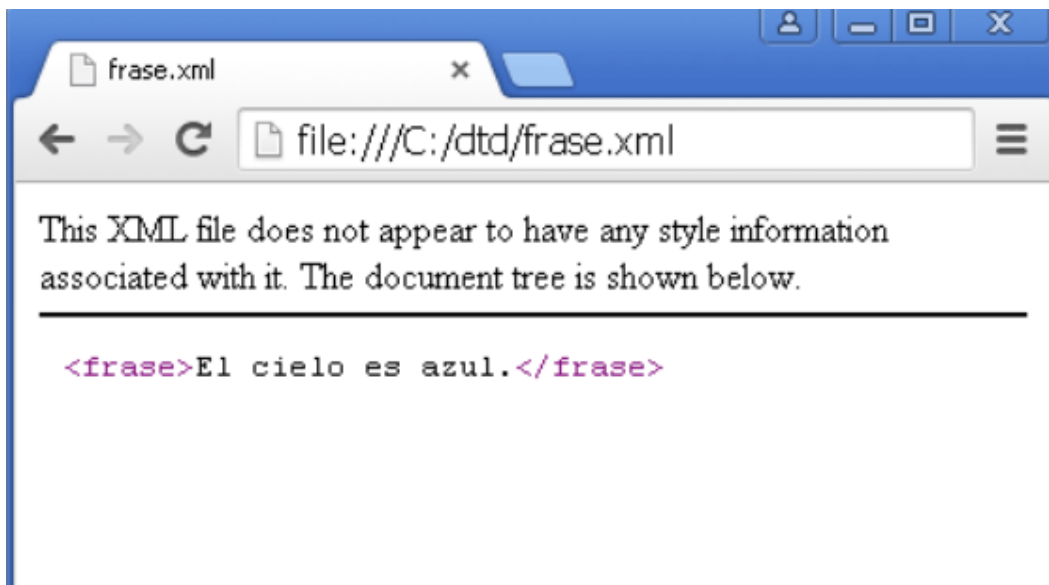 frase.xml
file:///C:/dtd/frase.xml
This XML file does not appear to have any style information
associated with it. The document tree is shown below.
<frase>El cielo es azul.</frase>